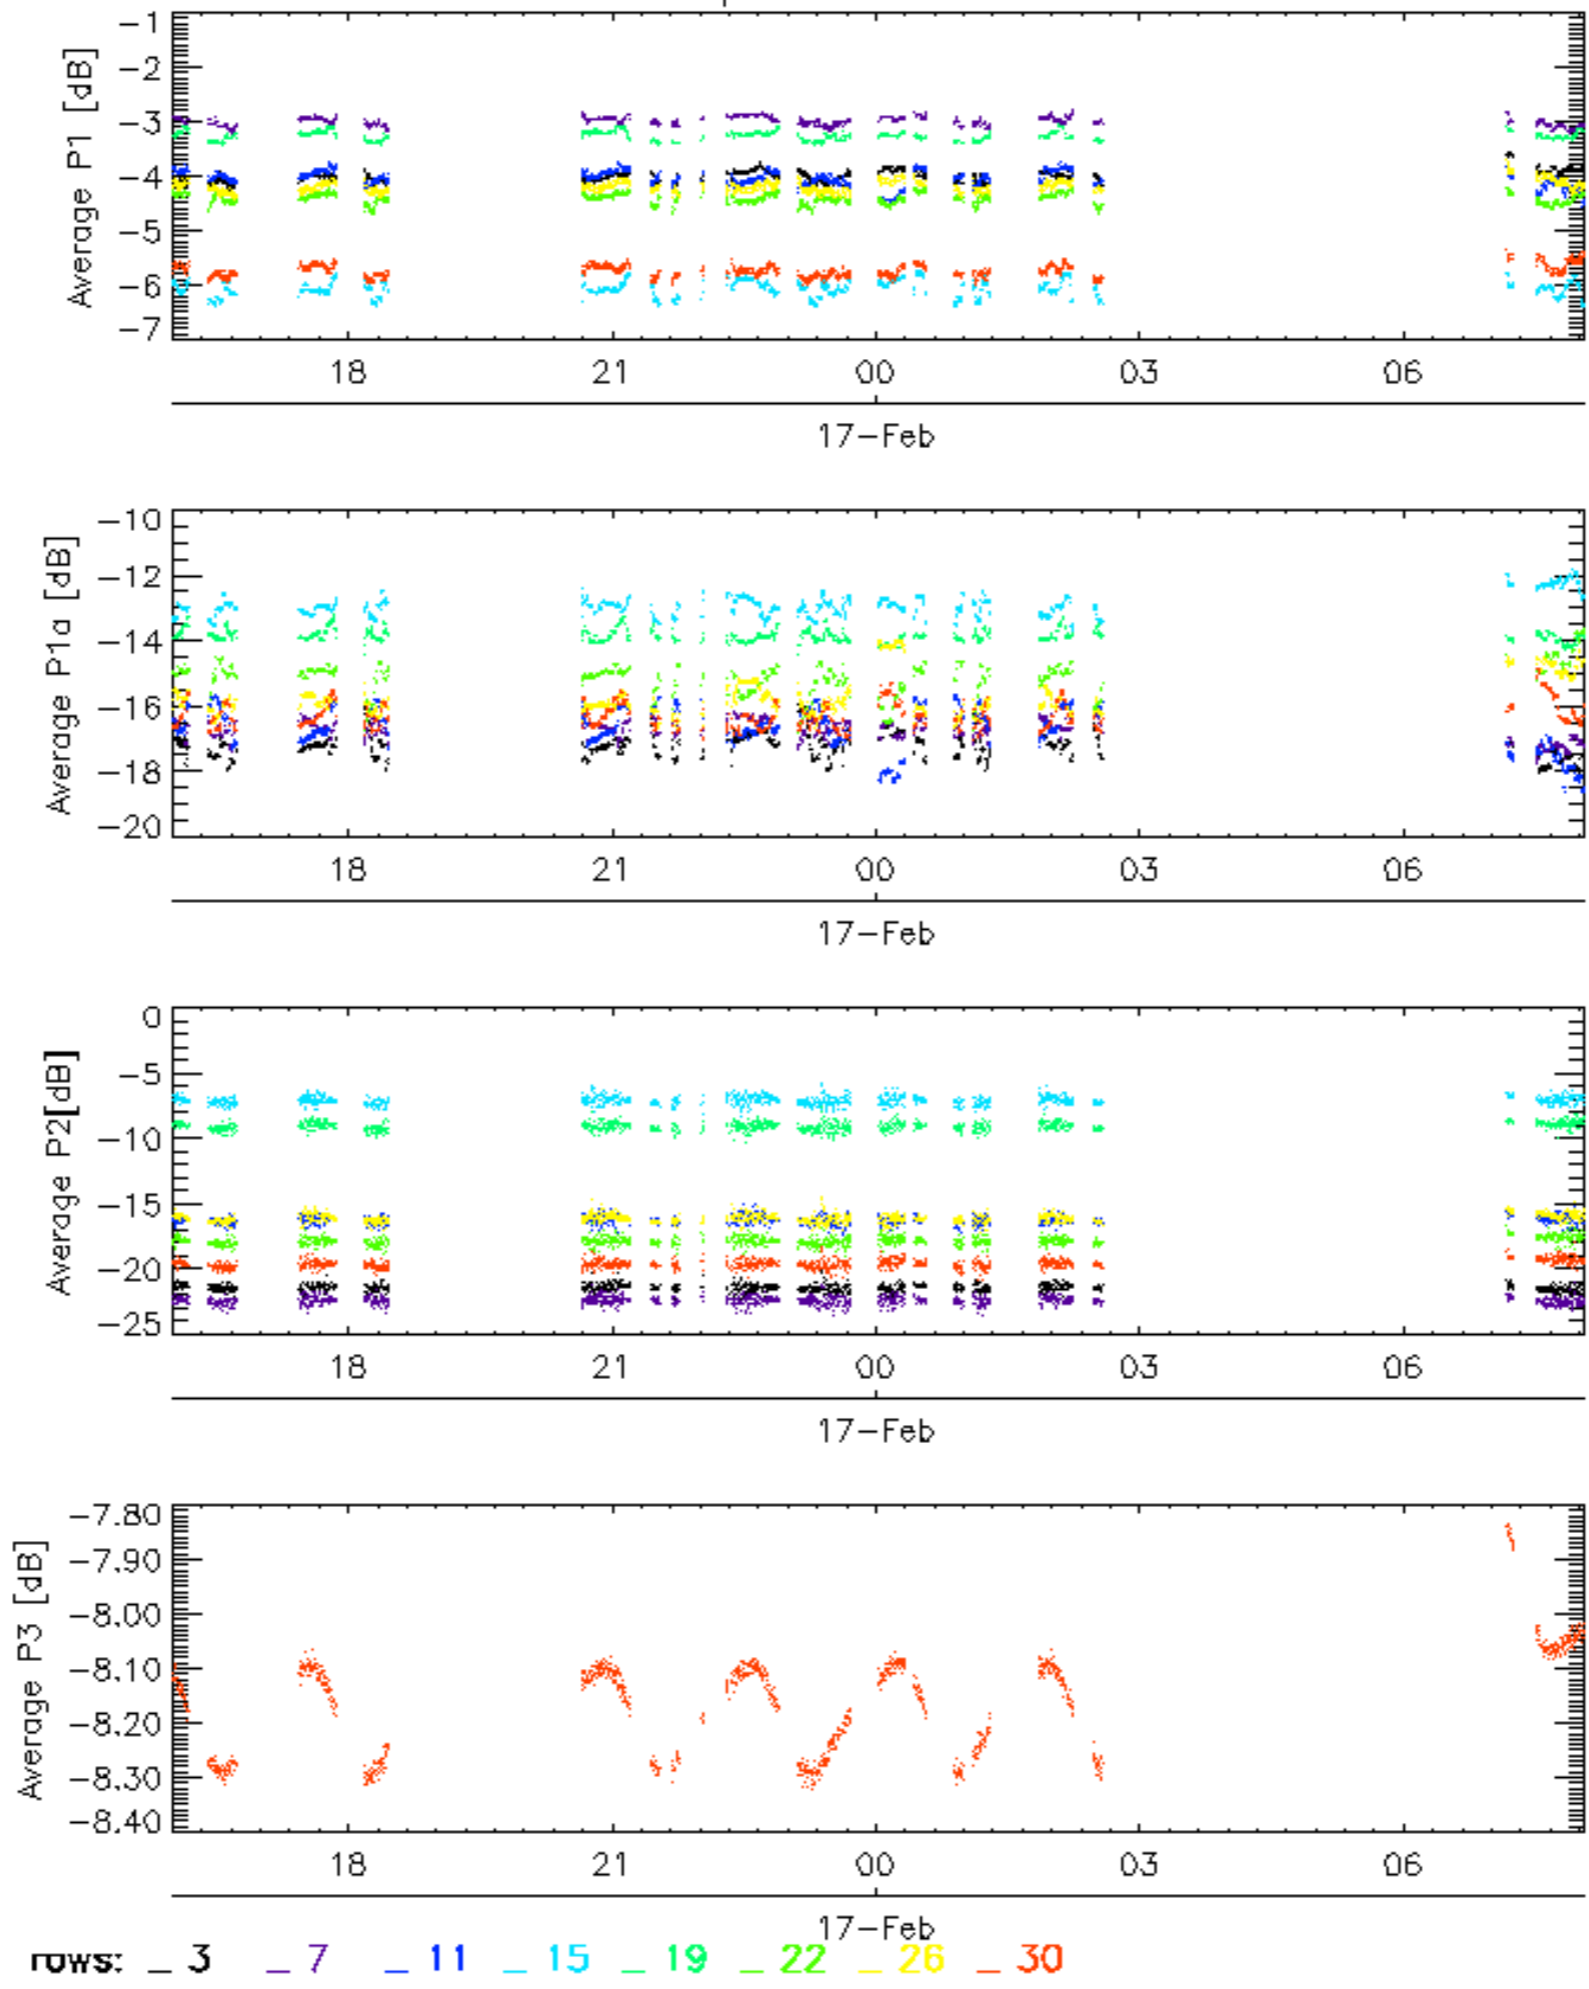 Average P1 [dB]
-1
-2
-3
-4
-5
-6
-7
18 21 00 03 06
17-Feb
Average P1a [dB]
-10
-12
-14
-16
-18
-20
18 21 00 03 06
17-Feb
Average P2[dB]
0
-5
-10
-15
-20
-25
18 21 00 03 06
17-Feb
Average P3 [dB]
-7.80
-7.90
-8.00
-8.10
-8.20
-8.30
-8.40
18 21 00 03 06
17-Feb
rows: _ 3 _ 7 _ 11 _ 15 _ 19 _ 22 _ 26 _ 30